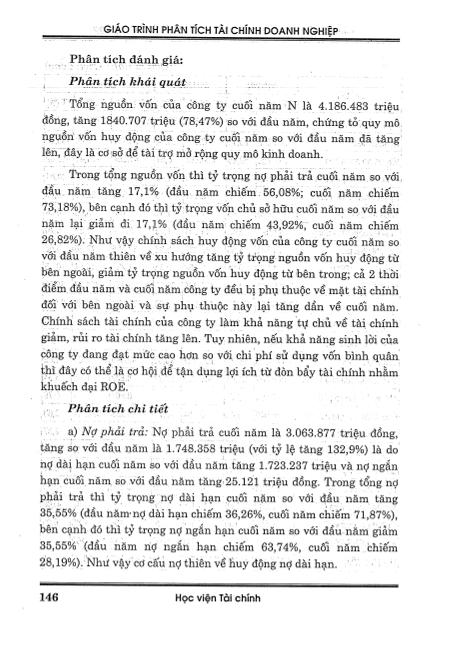 GIÁO TRÌNH PHÂN TÍCH TÀI CHÍNH DOANH NGHIỆP
Phân tích đánh giá:
Phân tích khái quát
Tổng nguồn vốn của công ty cuối năm N là 4.186.483 triệu
đồng, tăng 1840.707 triệu (78,47%) so với đầu năm, chứng tỏ quy mô
nguồn vốn huy động của công ty cuối năm so với đầu năm đã tăng
lên, đây là cơ sở để tài trợ mở rộng quy mô kinh doanh.
Trong tổng nguồn vốn thì tỷ trọng nợ phải trả cuối năm so với
đầu năm tăng 17,1% (đầu năm chiếm 56,08%; cuối năm chiếm
73,18%), bên cạnh đó thì tỷ trọng vốn chủ sở hữu cuối năm so với đầu
năm lại giảm đi 17,1% (đầu năm chiếm 43,92%, cuối năm chiếm
26,82%). Như vậy chính sách huy động vốn của công ty cuối năm so
với đầu năm thiên về xu hướng tăng tỷ trọng nguồn vốn huy động từ
bên ngoài, giảm tỷ trọng nguồn vốn huy động từ bên trong; cả 2 thời
điểm đầu năm và cuối năm công ty đều bị phụ thuộc về mặt tài chính
đối với bên ngoài và sự phụ thuộc này lại tăng dần về cuối năm.
Chính sách tài chính của công ty làm khả năng tự chủ về tài chính
giảm, rủi ro tài chính tăng lên. Tuy nhiên, nếu khả năng sinh lời của
công ty đang đạt mức cao hơn so với chi phí sử dụng vốn bình quân
thì đây có thể là cơ hội để tận dụng lợi ích từ đòn bẩy tài chính nhằm
khuếch đại ROE.
Phân tích chi tiết
a) Nợ phải trả: Nợ phải trả cuối năm là 3.063.877 triệu đồng,
tăng so với đầu năm là 1.748.358 triệu (với tỷ lệ tăng 132,9%) là do
nợ dài hạn cuối năm so với đầu năm tăng 1.723.237 triệu và nợ ngắn
hạn cuối năm so với đầu năm tăng 25.121 triệu đồng. Trong tổng nợ
phải trả thì tỷ trọng nợ dài hạn cuối năm so với đầu năm tăng
35,55% (đầu năm nợ dài hạn chiếm 36,26%, cuối năm chiếm 71,87%),
bên cạnh đó thì tỷ trọng nợ ngắn hạn cuối năm so với đầu năm giảm
35,55% (đầu năm nợ ngắn hạn chiếm 63,74%, cuối năm chiếm
28,19%). Như vậy cơ cấu nợ thiên về huy động nợ dài hạn.
146 Học viện Tài chính